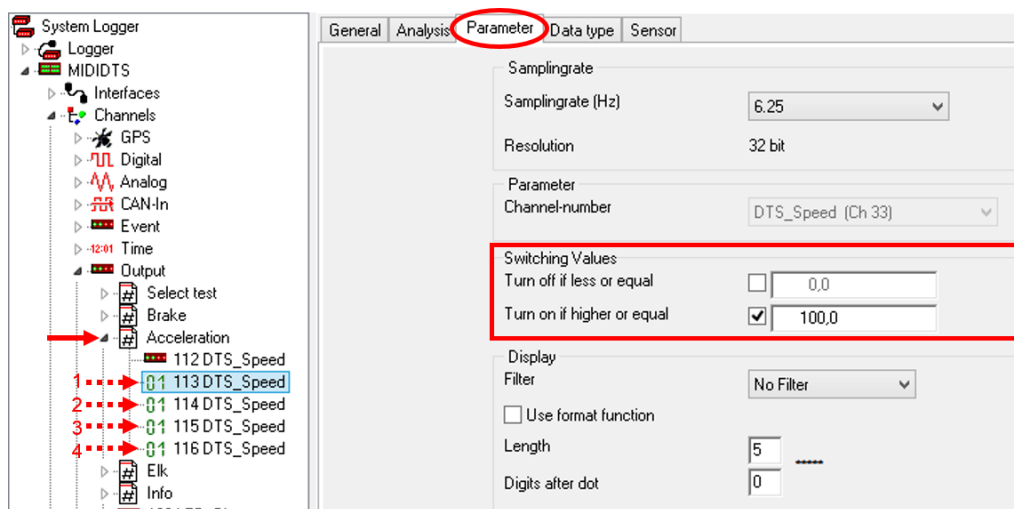 System Logger
Logger
MIDIDTS
Interfaces
Channels
GPS
Digital
Analog
CAN-In
Event
-12:01 Time
Output
# Select test
# Brake
# Acceleration
112 DTS_Speed
1 01 113 DTS_Speed
2 01 114 DTS_Speed
3 01 115 DTS_Speed
4 01 116 DTS_Speed
# Elk
# Info
General Analysis Parameter Data type Sensor
Samplingrate
Samplingrate (Hz) 6.25
Resolution 32 bit
Parameter
Channel-number DTS_Speed (Ch 33)
Switching Values
Turn off if less or equal 0,0
Turn on if higher or equal 100,0
Display
Filter No Filter
Use format function
Length 5
Digits after dot 0